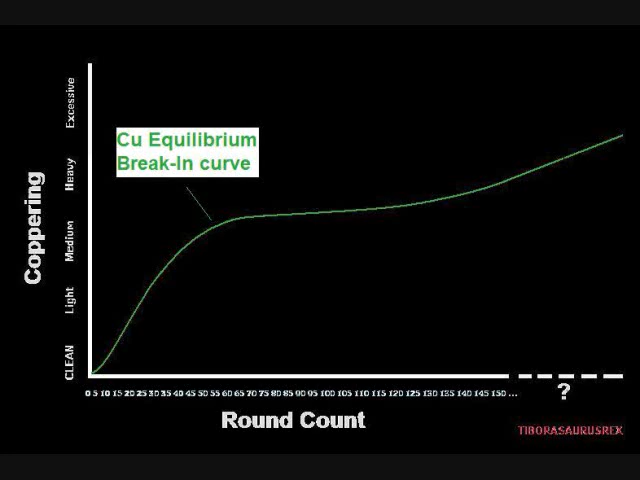 Excessive
Heavy
Medium
Light
CLEAN
Coppering
Cu Equilibrium
Break-In curve
0 5 10 15 20 25 30 35 40 45 50 55 60 65 70 75 80 85 90 95 100 105 110 115 120 125 130 135 140 145 150 ...
?
Round Count
TIBORASAURUSREX